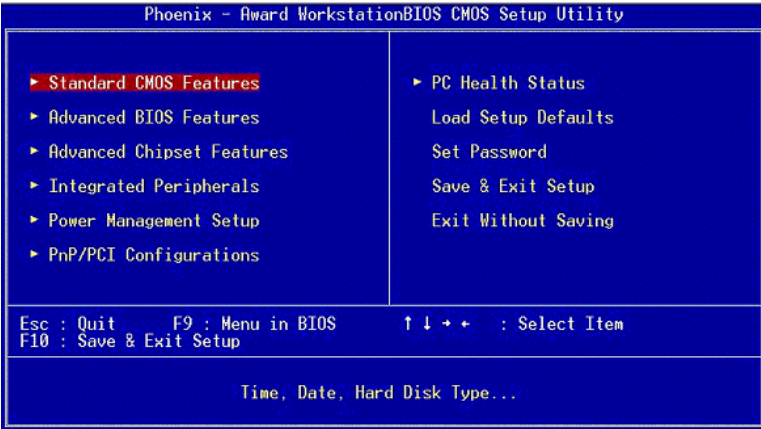 Phoenix - Award WorkstationBIOS CMOS Setup Utility
► Standard CMOS Features
► Advanced BIOS Features
► Advanced Chipset Features
► Integrated Peripherals
► Power Management Setup
► PnP/PCI Configurations
► PC Health Status
Load Setup Defaults
Set Password
Save & Exit Setup
Exit Without Saving
Esc : Quit F9 : Menu in BIOS ↑ ↓ → ← : Select Item
F10 : Save & Exit Setup
Time, Date, Hard Disk Type...